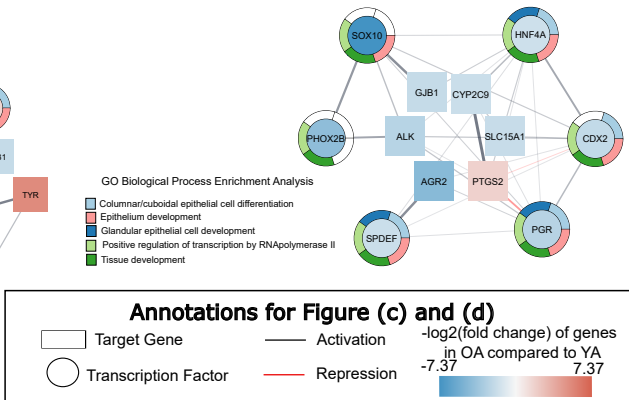 SOX10
HNF4A
GJB1
CYP2C9
PHOX2B
ALK
SLC15A1
CDX2
TYR
AGR2
PTGS2
SPDEF
PGR
GO Biological Process Enrichment Analysis
Columnar/cuboidal epithelial cell differentiation
Epithelium development
Glandular epithelial cell development
Positive regulation of transcription by RNApolymerase II
Tissue development
Annotations for Figure (c) and (d)
Target Gene
Activation
-log2(fold change) of genes
in OA compared to YA
Transcription Factor
Repression
-7.37
7.37